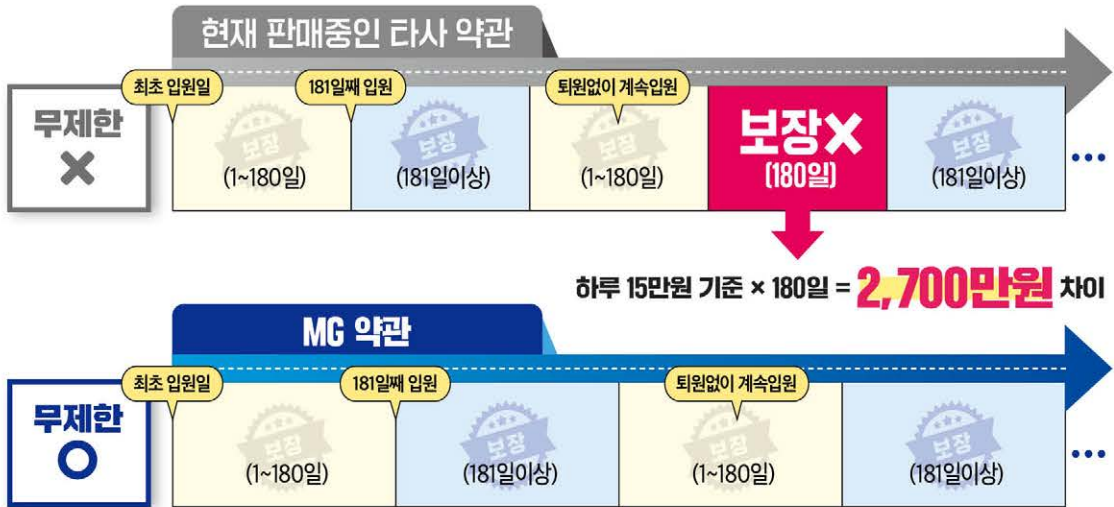 현재 판매중인 타사 약관
최초 입원일
181일째 입원
퇴원없이 계속입원
무제한
×
보장
(1~180일)
보장
(181일이상)
보장
(1~180일)
보장×
(180일)
보장
(181일이상)
...
하루 15만원 기준 × 180일 = 2,700만원 차이
MG 약관
최초 입원일
181일째 입원
퇴원없이 계속입원
무제한
O
보장
(1~180일)
보장
(181일이상)
보장
(1~180일)
보장
(181일이상)
...